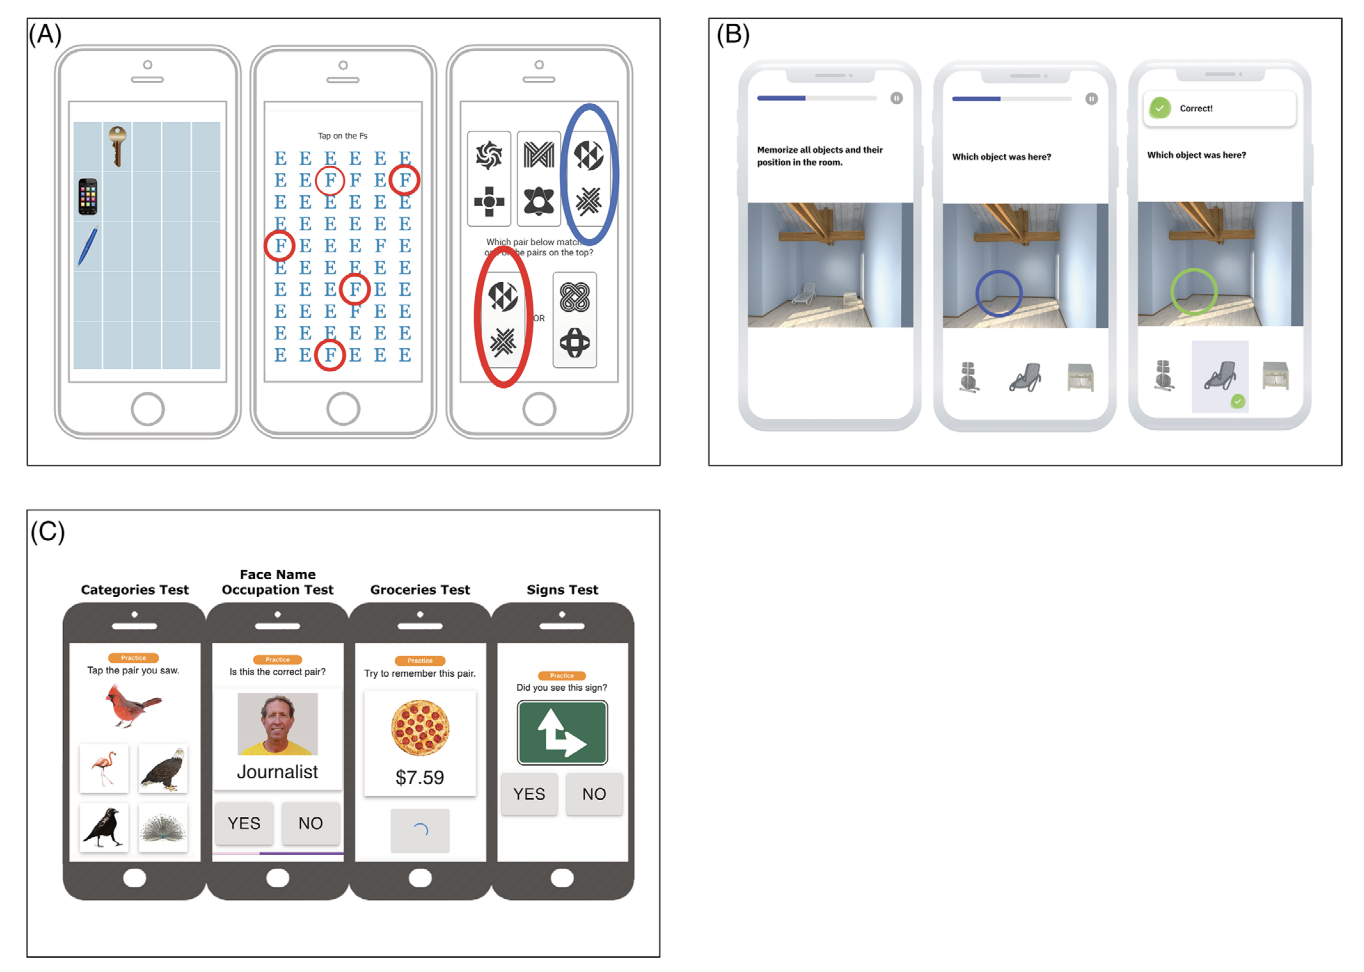 (A)
Tap on the Fs
E E E E E E
E E F F E F
E E E E E E
E E E E E E
F E E E F E
E E E E E E
E E E F E E
E E E F E E
E E E E E E
E E F E E E
Which pair below
the pairs on the top?
OR
(B)
Memorize all objects and their
position in the room.
Which object was here?
Correct!
Which object was here?
(C)
Categories Test
Practice
Tap the pair you saw.
Face Name
Occupation Test
Practice
Is this the correct pair?
Journalist
YES NO
Groceries Test
Practice
Try to remember this pair.
$7.59
Signs Test
Practice
Did you see this sign?
YES NO